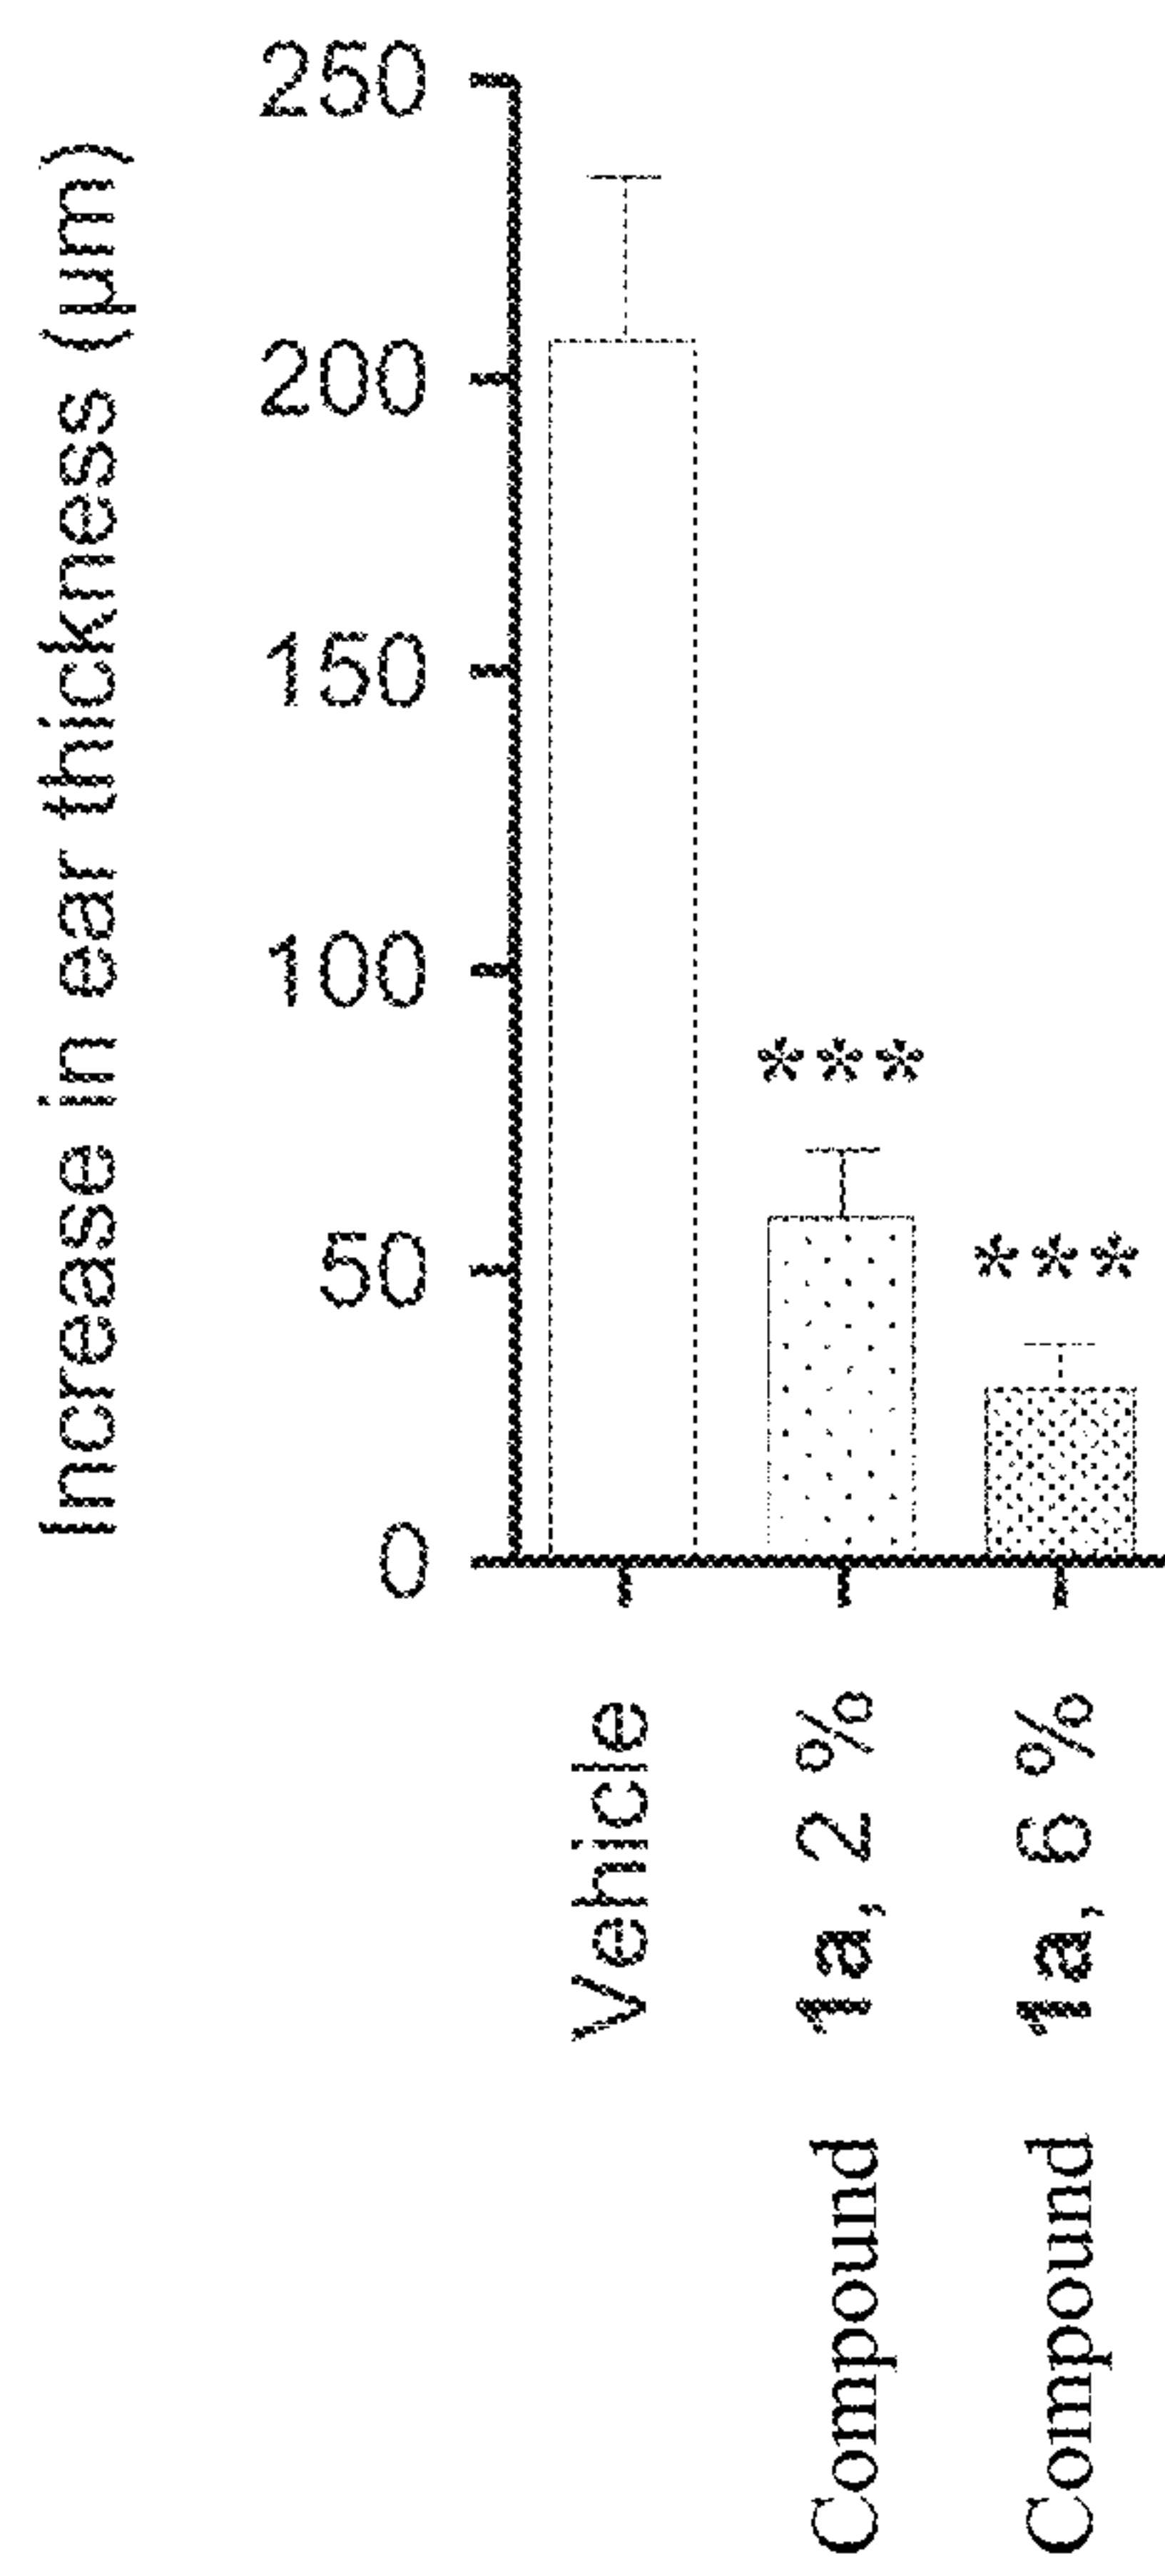 Increase in ear thickness (µm)
250
200
150
100
50
0
***
***
Vehicle
Compound 1a, 2 %
Compound 1a, 6 %